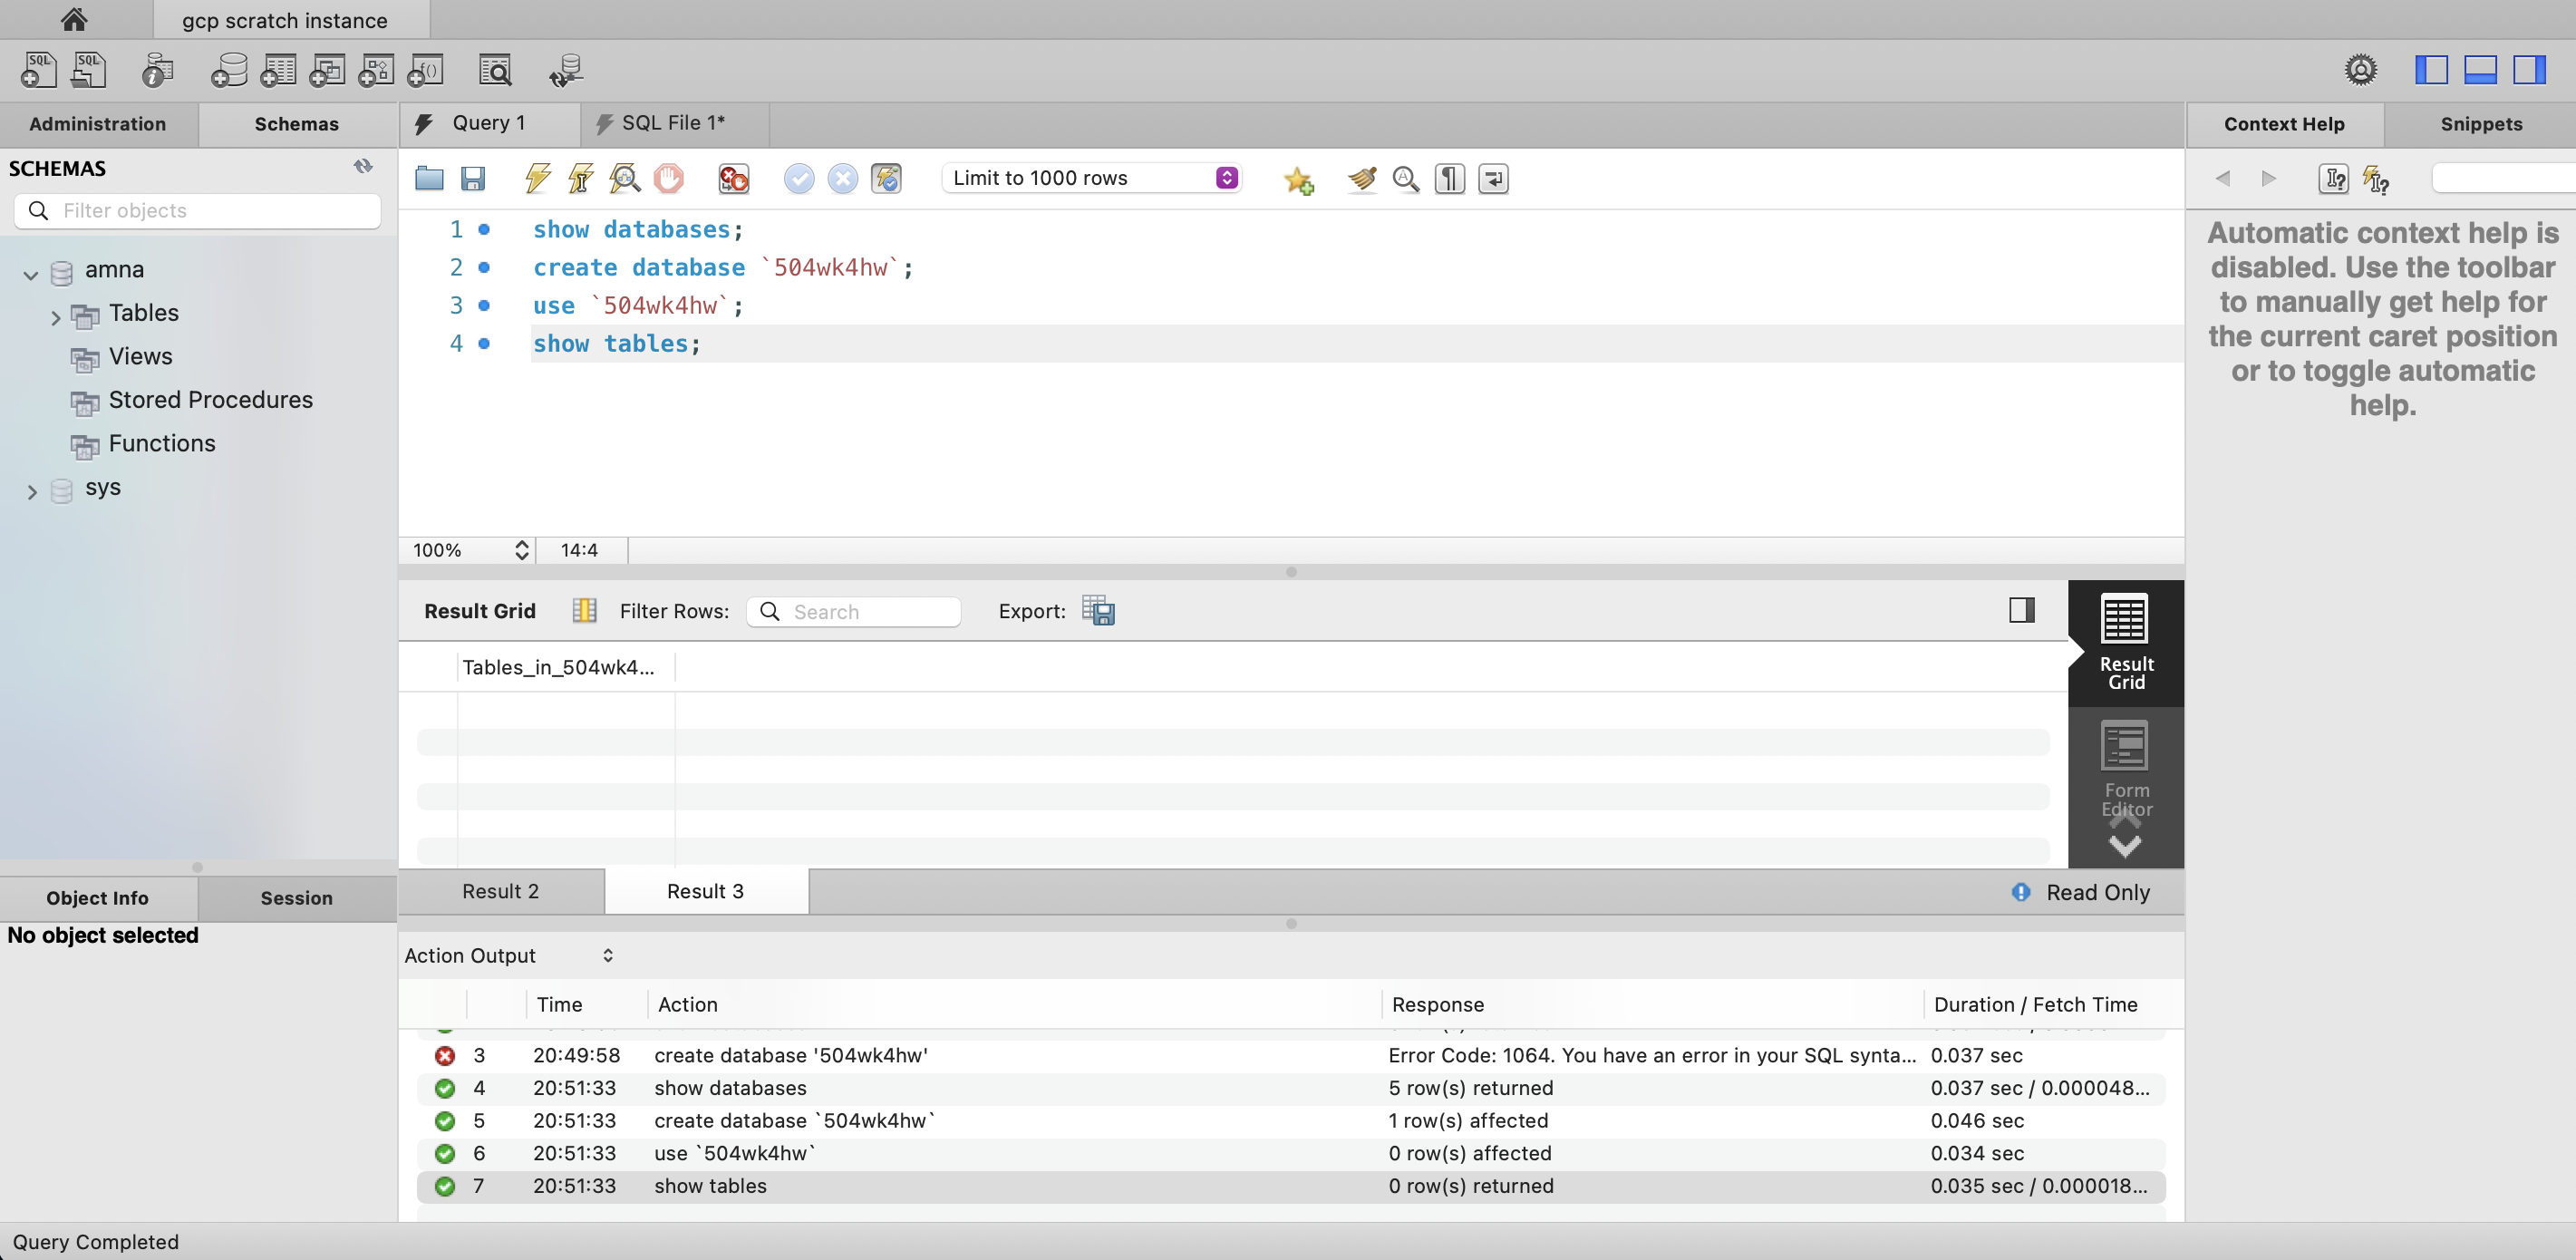 gcp scratch instance
Administration
Schemas
SCHEMAS
Filter objects
amna
Tables
Views
Stored Procedures
Functions
sys
Object Info
Session
No object selected
Query 1
SQL File 1*
Limit to 1000 rows
1 show databases;
2 create database `504wk4hw`;
3 use `504wk4hw`;
4 show tables;
100%
14:4
Result Grid
Filter Rows:
Search
Export:
Tables_in_504wk4...
Result
Grid
Form
Editor
Result 2
Result 3
Read Only
Action Output
Time Action Response Duration / Fetch Time
3 20:49:58 create database '504wk4hw' Error Code: 1064. You have an error in your SQL synta... 0.037 sec
4 20:51:33 show databases 5 row(s) returned 0.037 sec / 0.000048...
5 20:51:33 create database `504wk4hw` 1 row(s) affected 0.046 sec
6 20:51:33 use `504wk4hw` 0 row(s) affected 0.034 sec
7 20:51:33 show tables 0 row(s) returned 0.035 sec / 0.000018...
Context Help
Snippets
Automatic context help is
disabled. Use the toolbar
to manually get help for
the current caret position
or to toggle automatic
help.
Query Completed